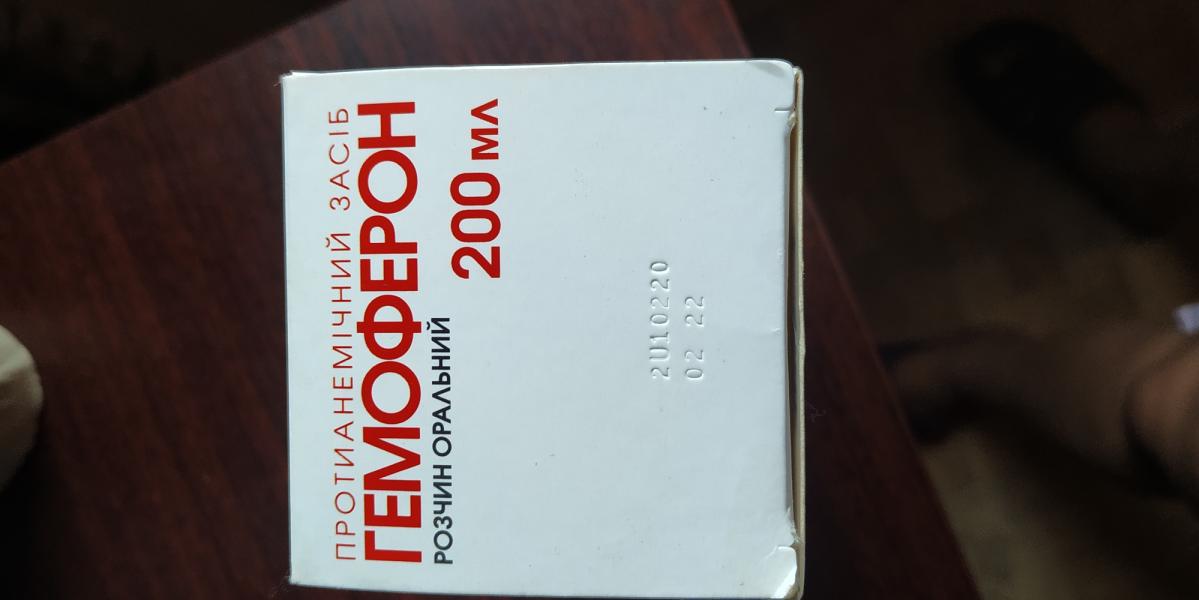 ПРОТИАНЕМІЧНИЙ ЗАСІБ
ГЕМОФЕРОН
РОЗЧИН ОРАЛЬНИЙ
200 мл
2U10220
02 22